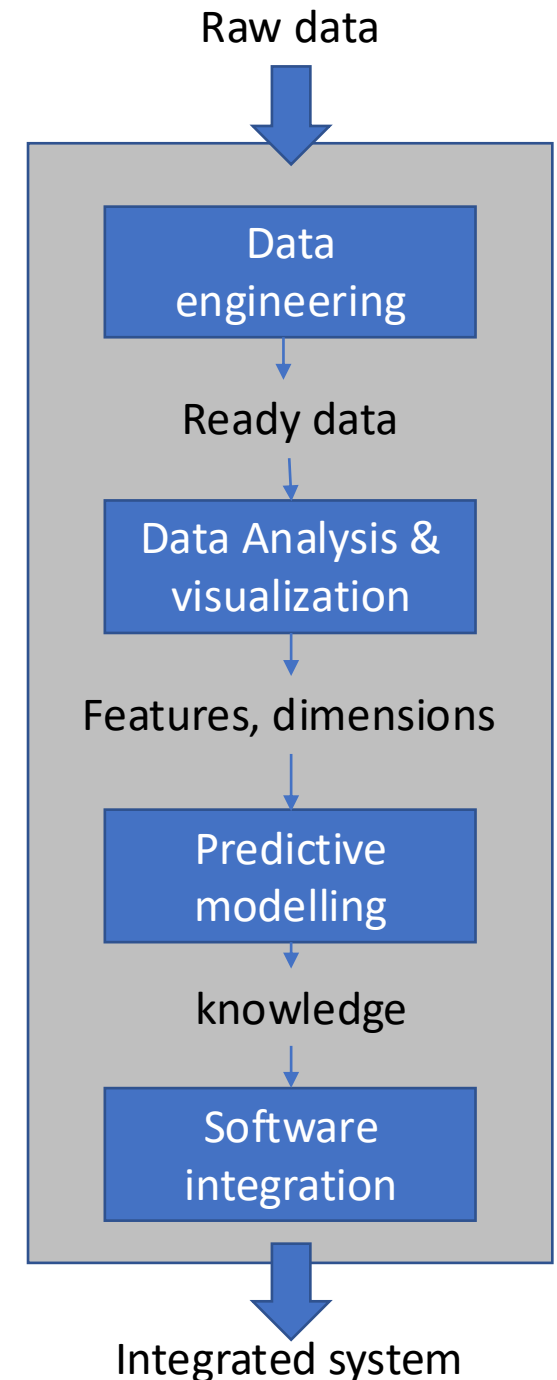 Raw data
Data
engineering
Ready data
Data Analysis &
visualization
Features, dimensions
Predictive
modelling
knowledge
Software
integration
Integrated system